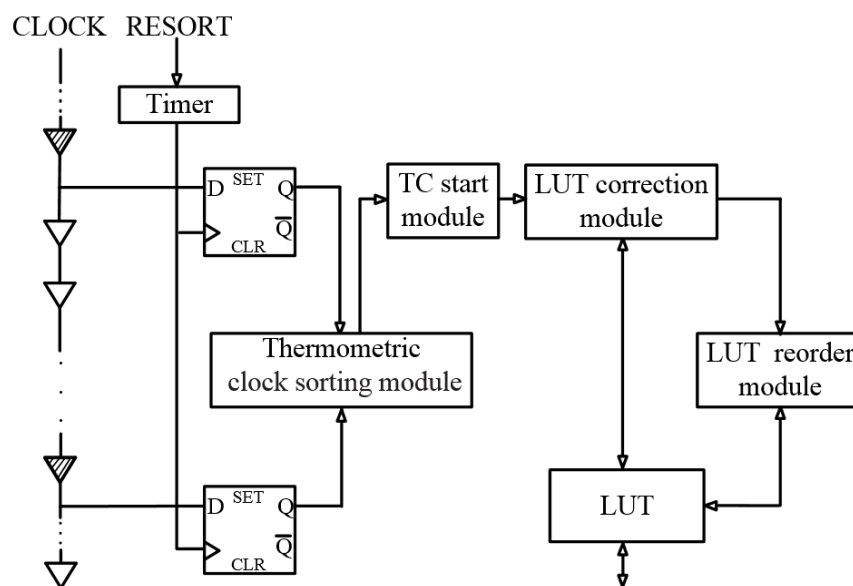 CLOCK RESORT
Timer
D SET Q
Q
CLR
TC start
module
LUT correction
module
Thermometric
clock sorting module
LUT reorder
module
D SET Q
Q
CLR
LUT